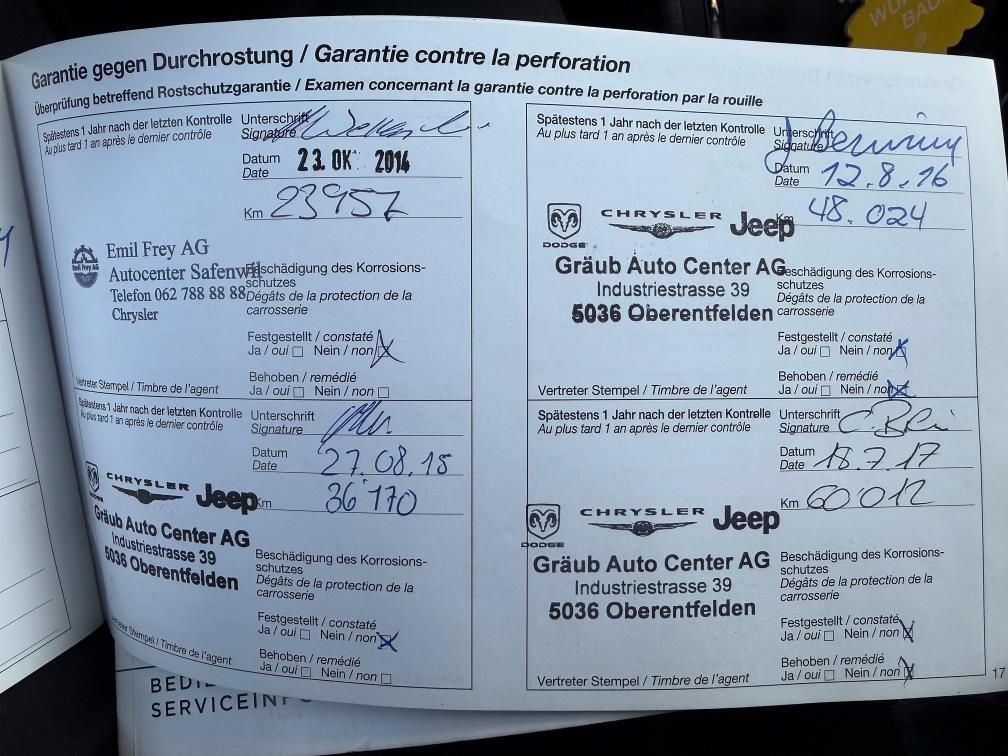 WU
BAU
Garantie gegen Durchrostung / Garantie contre la perforation
Überprüfung betreffend Rostschutzgarantie / Examen concernant la garantie contre la perforation par la rouille
Spätestens 1 Jahr nach der letzten Kontrolle
Au plus tard 1 an après le dernier contrôle
Unterschrift
Signature
Datum
Date
23. OK 2014
Km 23957
Emil Frey AG
Emil Frey AG
Autocenter Safenwil
Telefon 062 788 88 88
Chrysler
Beschädigung des Korrosions-
schutzes
Dégâts de la protection de la
carrosserie
Festgestellt / constaté
Ja / oui Nein / non
Behoben / remédié
Ja / oui Nein / non
Vertreter Stempel / Timbre de l'agent
Spätestens 1 Jahr nach der letzten Kontrolle
Au plus tard 1 an après le dernier contrôle
Unterschrift
Signature
Datum
Date
27.08.15
Km 36'170
DODGE CHRYSLER Jeep
Gräub Auto Center AG
Industriestrasse 39
5036 Oberentfelden
Beschädigung des Korrosions-
schutzes
Dégâts de la protection de la
carrosserie
Festgestellt / constaté
Ja / oui Nein / non
Behoben / remédié
Ja / oui Nein / non
Vertreter Stempel / Timbre de l'agent
Spätestens 1 Jahr nach der letzten Kontrolle
Au plus tard 1 an après le dernier contrôle
Unterschrift
Signature
Datum
Date
12.8.16
Km 48.024
DODGE CHRYSLER Jeep
Gräub Auto Center AG
Industriestrasse 39
5036 Oberentfelden
Beschädigung des Korrosions-
schutzes
Dégâts de la protection de la
carrosserie
Festgestellt / constaté
Ja / oui Nein / non
Behoben / remédié
Ja / oui Nein / non
Vertreter Stempel / Timbre de l'agent
Spätestens 1 Jahr nach der letzten Kontrolle
Au plus tard 1 an après le dernier contrôle
Unterschrift
Signature
Datum
Date
18.7.17
Km 60'012
DODGE CHRYSLER Jeep
Gräub Auto Center AG
Industriestrasse 39
5036 Oberentfelden
Beschädigung des Korrosions-
schutzes
Dégâts de la protection de la
carrosserie
Festgestellt / constaté
Ja / oui Nein / non
Behoben / remédié
Ja / oui Nein / non
Vertreter Stempel / Timbre de l'agent
17
BEDI
SERVICEIN